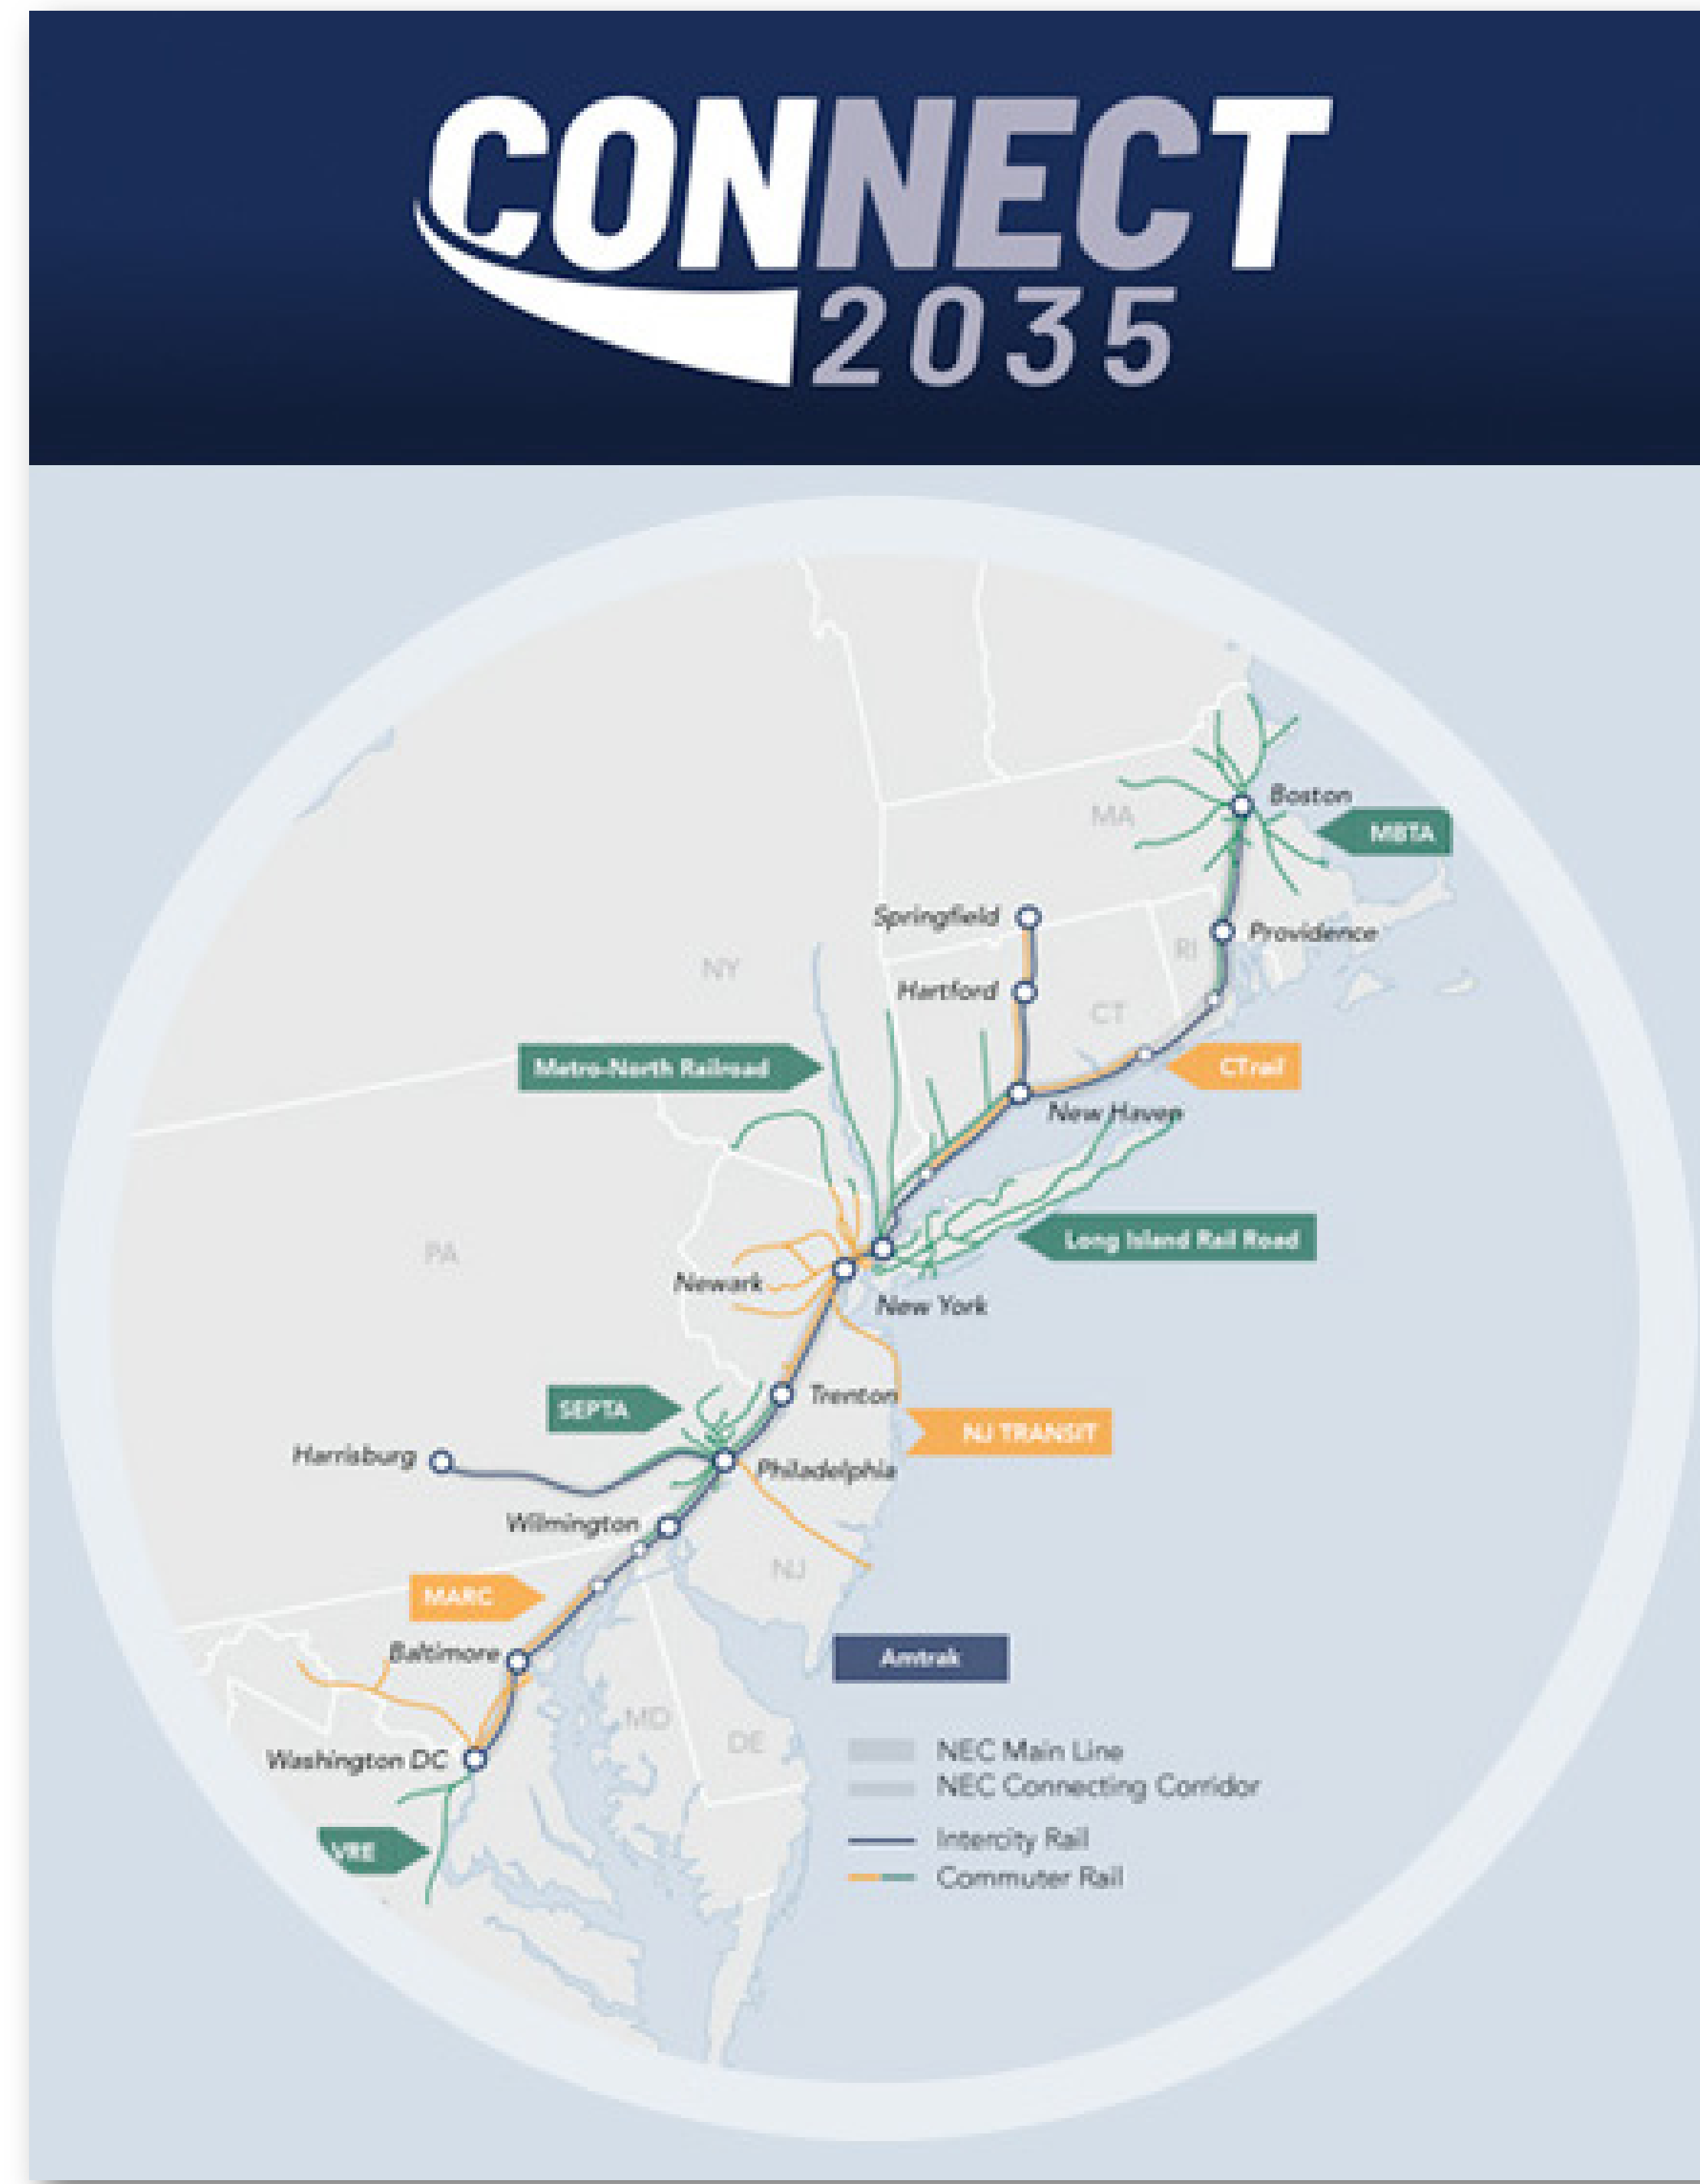 CONNECT
2035
Boston
MA
MBTA
Springfield
Providence
RI
NY
Hartford
CT
Metro-North Railroad
CTrail
New Haven
Long Island Rail Road
PA
Newark
New York
SEPTA
Trenton
NJ TRANSIT
Harrisburg
Philadelphia
Wilmington
NJ
MARC
Baltimore
Amtrak
MD
DE
Washington DC
NEC Main Line
NEC Connecting Corridor
VRE
Intercity Rail
Commuter Rail